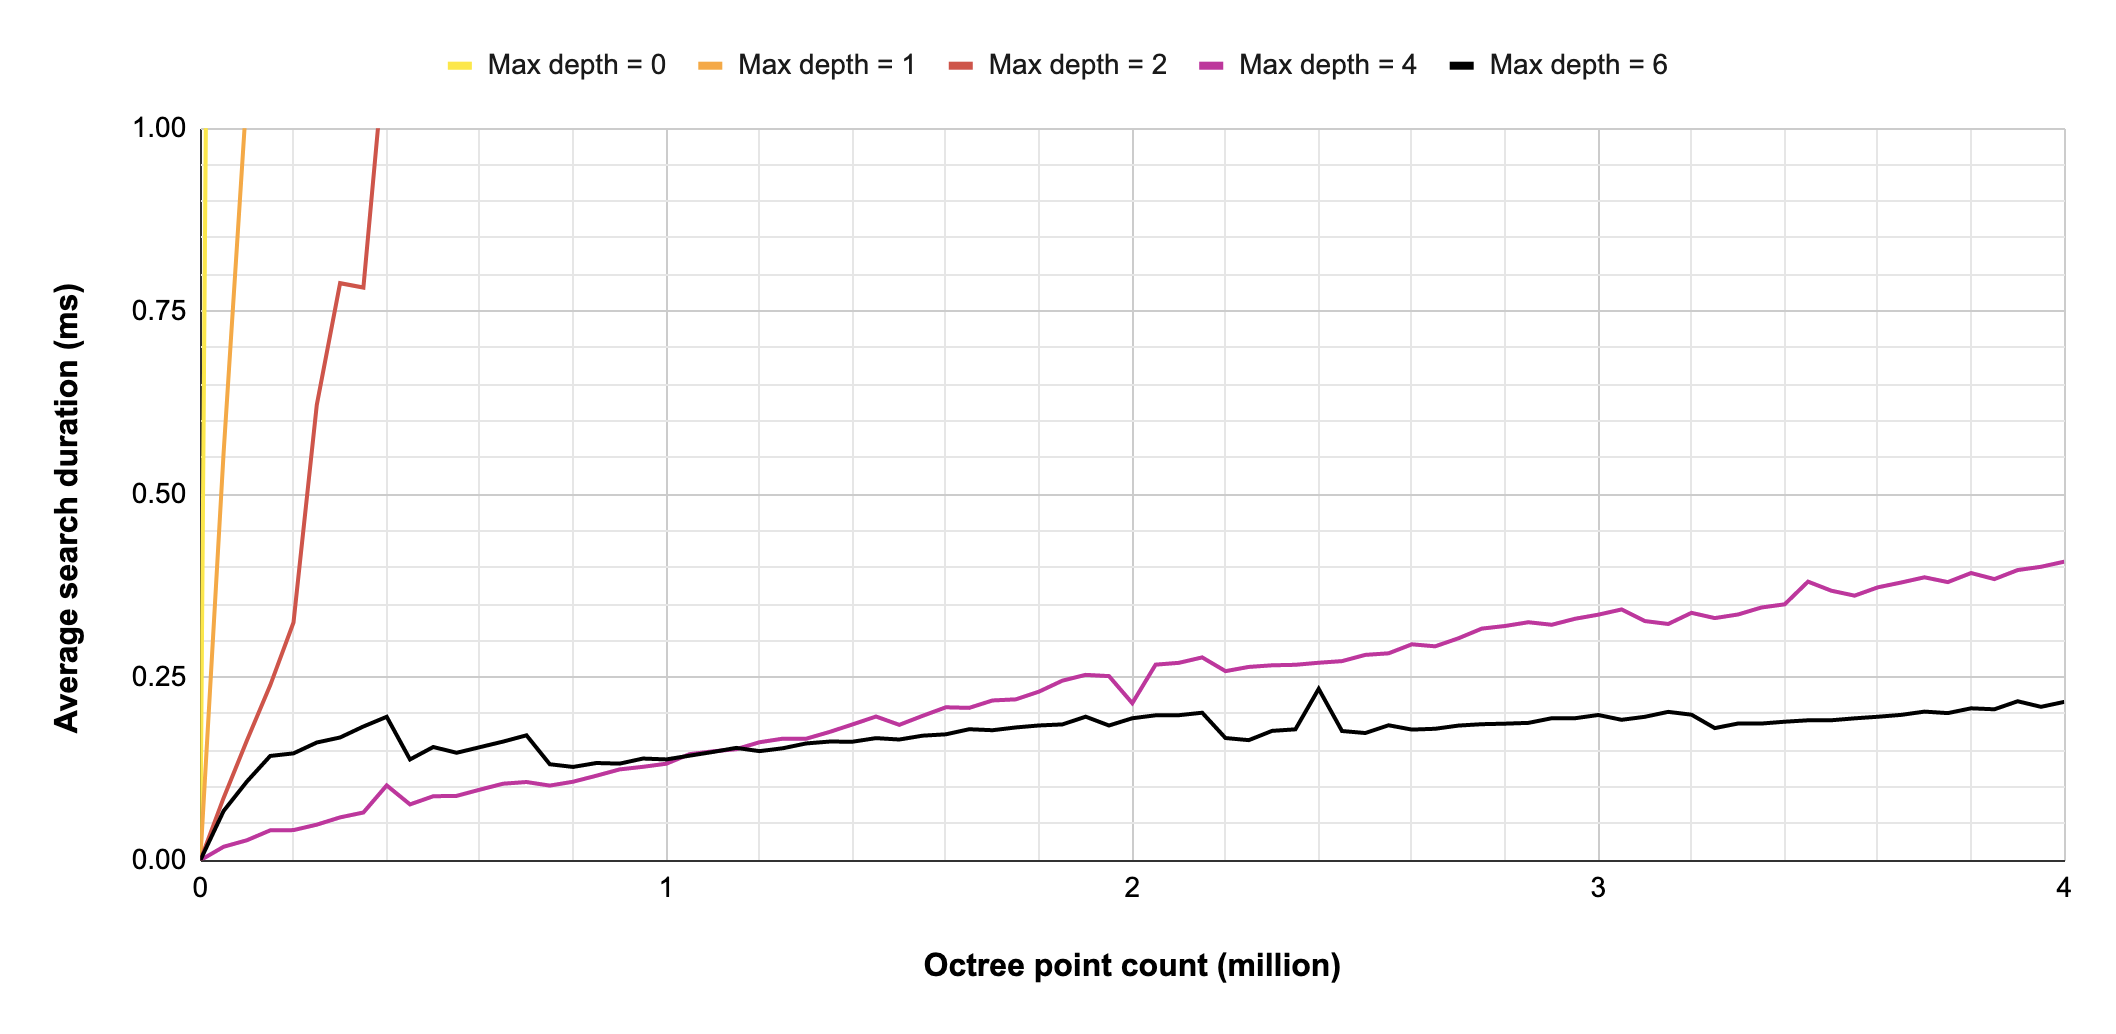 Max depth = 0 Max depth = 1 Max depth = 2 Max depth = 4 Max depth = 6
1.00
0.75
0.50
0.25
0.00
Average search duration (ms)
0 1 2 3 4
Octree point count (million)